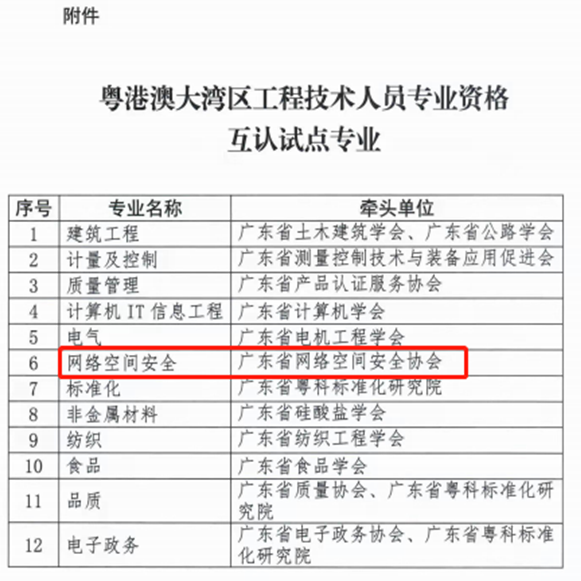 附件
粤港澳大湾区工程技术人员专业资格
互认试点专业
序号 专业名称 牵头单位
1 建筑工程 广东省土木建筑学会、广东省公路学会
2 计量及控制 广东省测量控制技术与装备应用促进会
3 质量管理 广东省产品认证服务协会
4 计算机 IT 信息工程 广东省计算机学会
5 电气 广东省电机工程学会
6 网络空间安全 广东省网络空间安全协会
7 标准化 广东省粤科标准化研究院
8 非金属材料 广东省硅酸盐学会
9 纺织 广东省纺织工程学会
10 食品 广东省食品学会
11 品质 广东省质量协会、广东省粤科标准化研
究院
12 电子政务 广东省电子政务协会、广东省粤科标准
化研究院